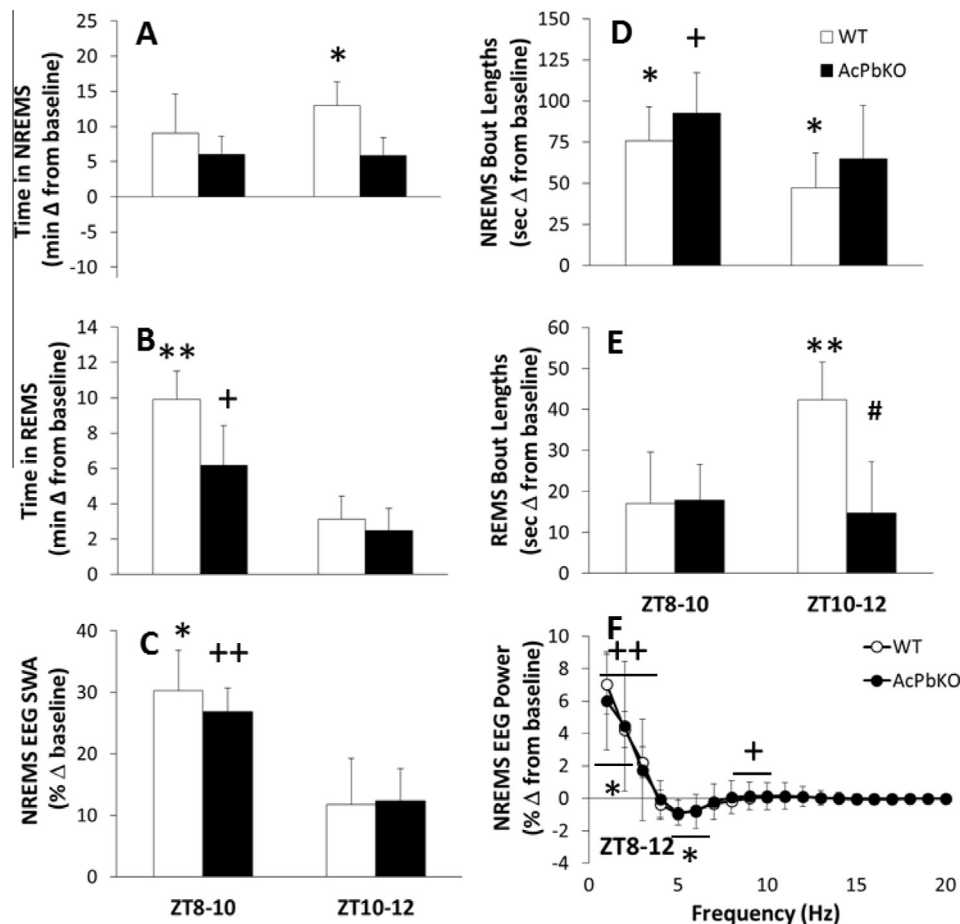 A
Time in NREMS
(min Δ from baseline)
25
20
15
10
5
0
-5
-10
*
B
Time in REMS
(min Δ from baseline)
14
12
10
8
6
4
2
0
**
+
C
NREMS EEG SWA
(% Δ baseline)
40
30
20
10
0
*
++
ZT8-10
ZT10-12
D
NREMS Bout Lengths
(sec Δ from baseline)
150
125
100
75
50
25
0
WT
AcPbKO
*
+
*
E
REMS Bout Lengths
(sec Δ from baseline)
60
50
40
30
20
10
0
**
#
ZT8-10
ZT10-12
F
NREMS EEG Power
(% Δ from baseline)
10
8
6
4
2
0
-2
-4
++
WT
AcPbKO
+
*
ZT8-12
*
0
5
10
15
20
Frequency (Hz)